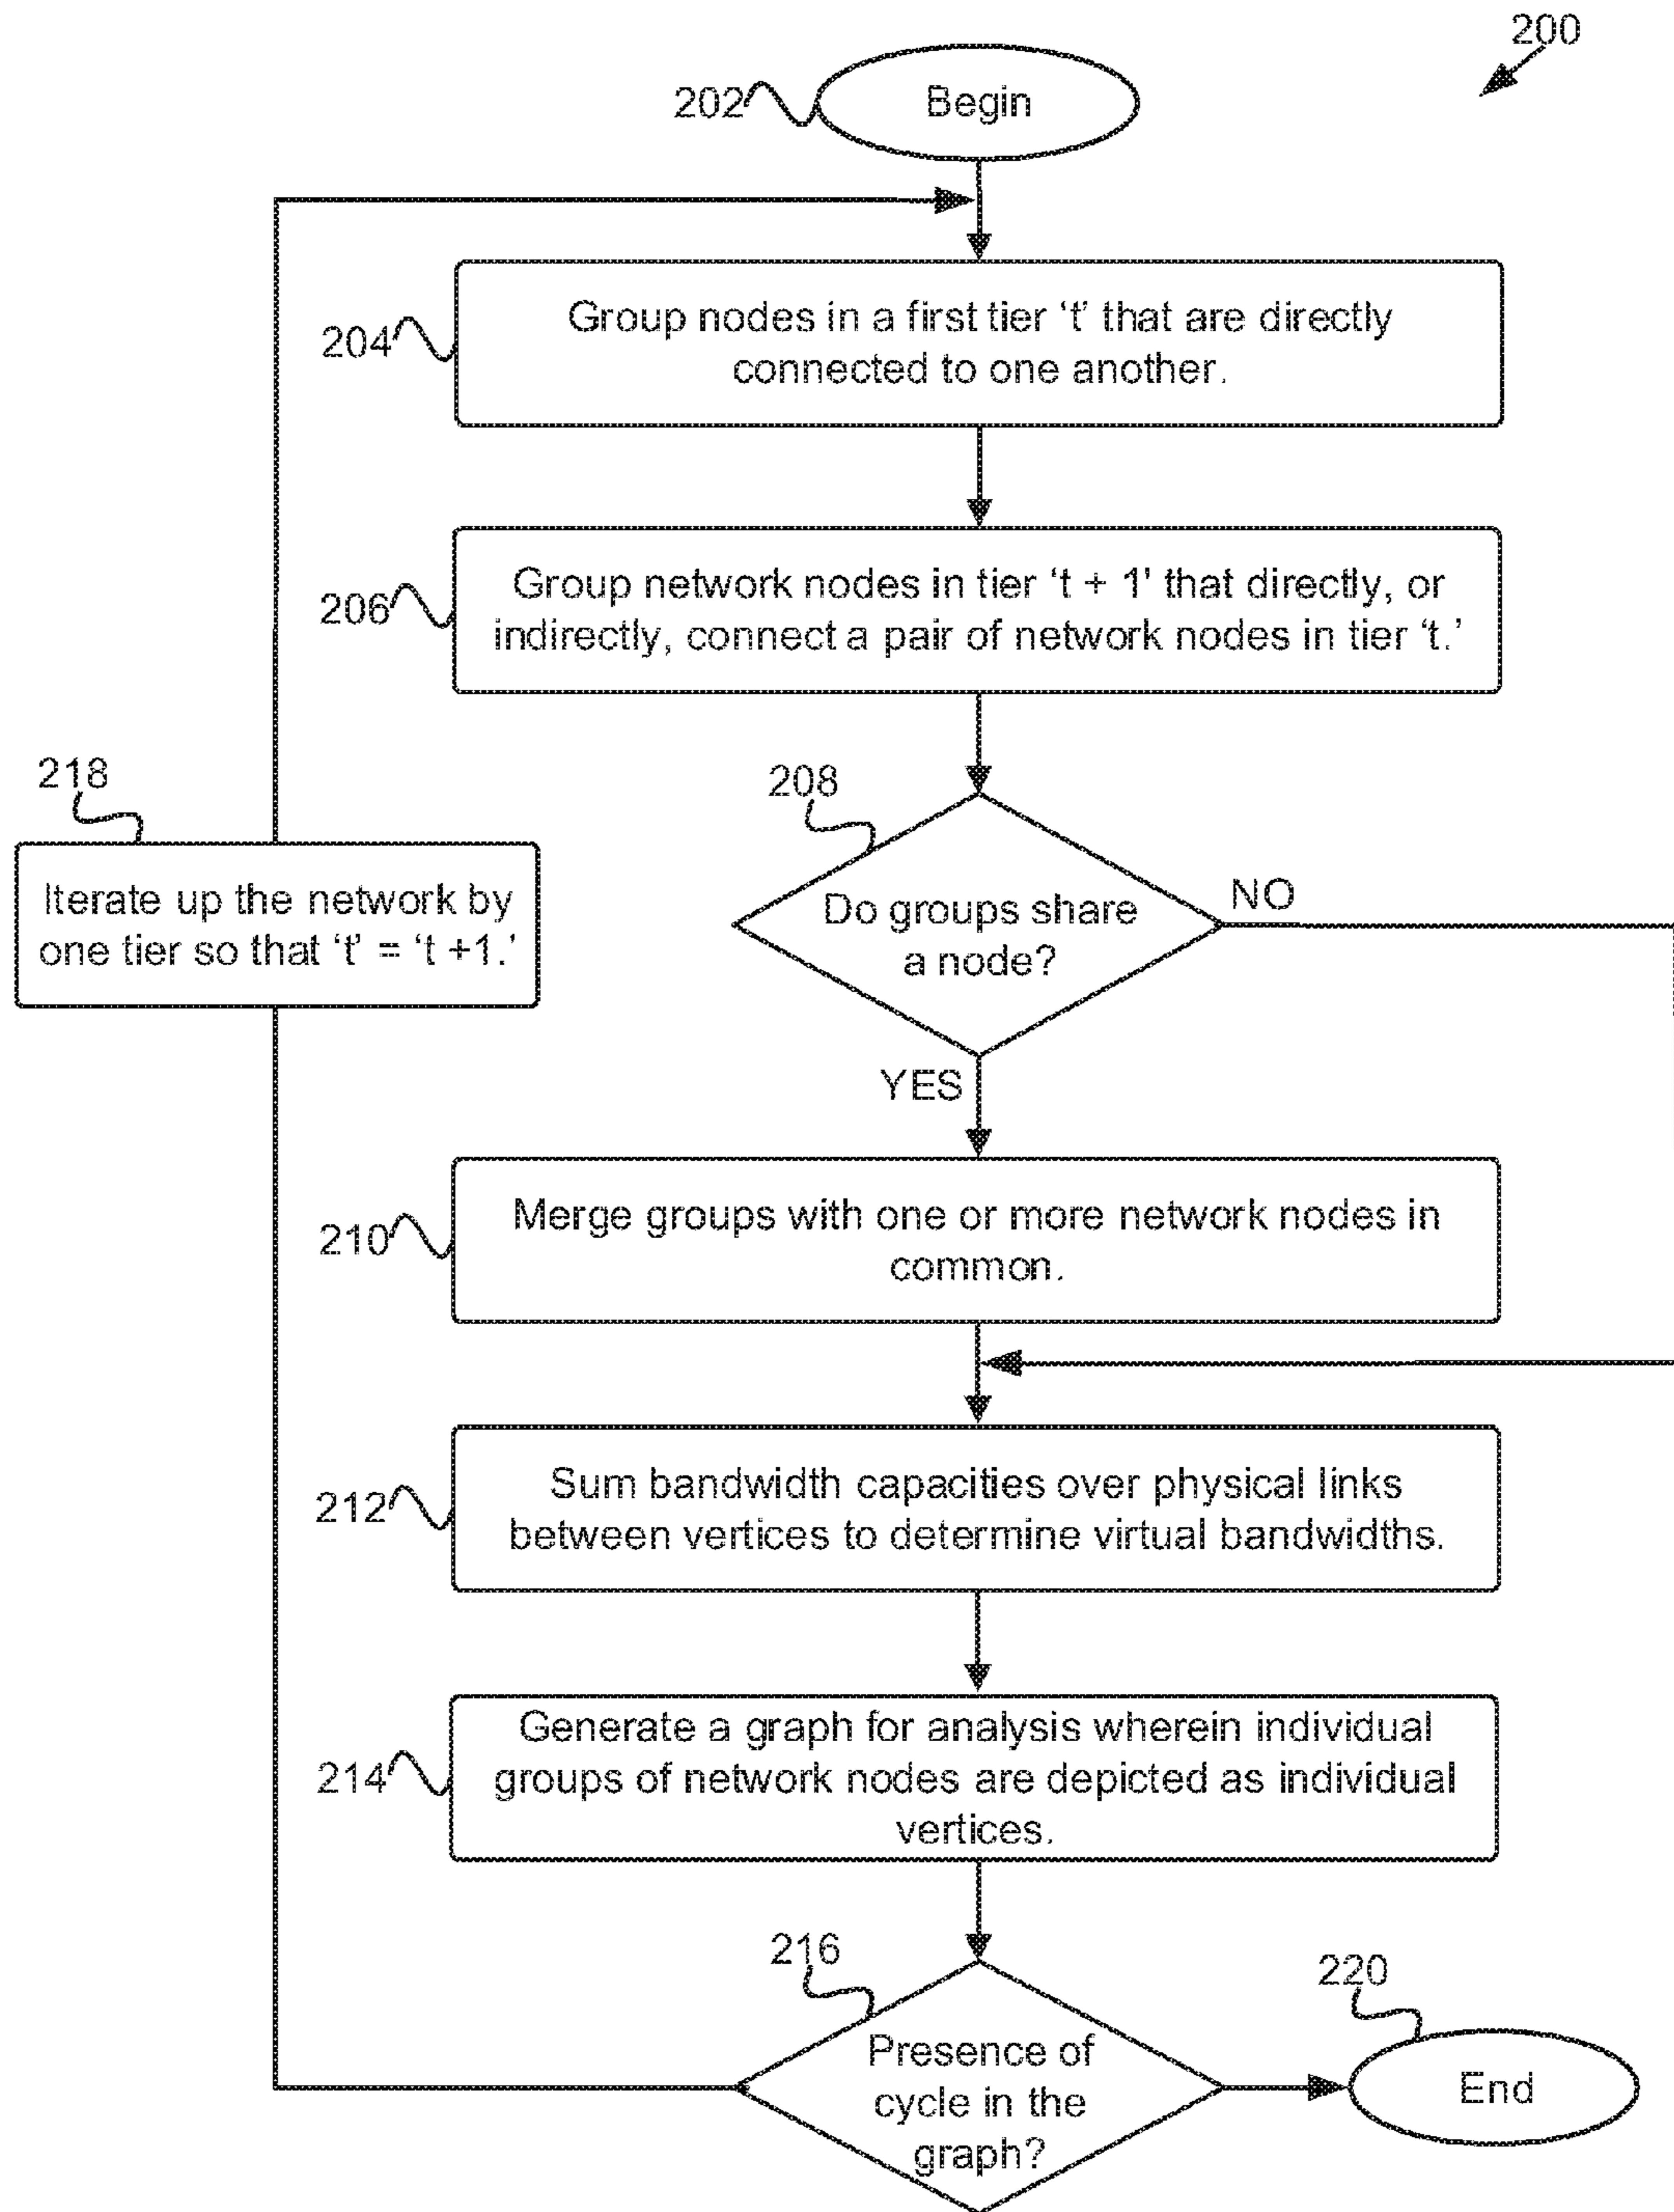 200
202
Begin
204
Group nodes in a first tier ‘t’ that are directly
connected to one another.
206
Group network nodes in tier ‘t + 1’ that directly, or
indirectly, connect a pair of network nodes in tier ‘t.’
218
Iterate up the network by
one tier so that ‘t’ = ‘t +1.’
208
Do groups share
a node?
NO
YES
210
Merge groups with one or more network nodes in
common.
212
Sum bandwidth capacities over physical links
between vertices to determine virtual bandwidths.
214
Generate a graph for analysis wherein individual
groups of network nodes are depicted as individual
vertices.
216
Presence of
cycle in the
graph?
220
End